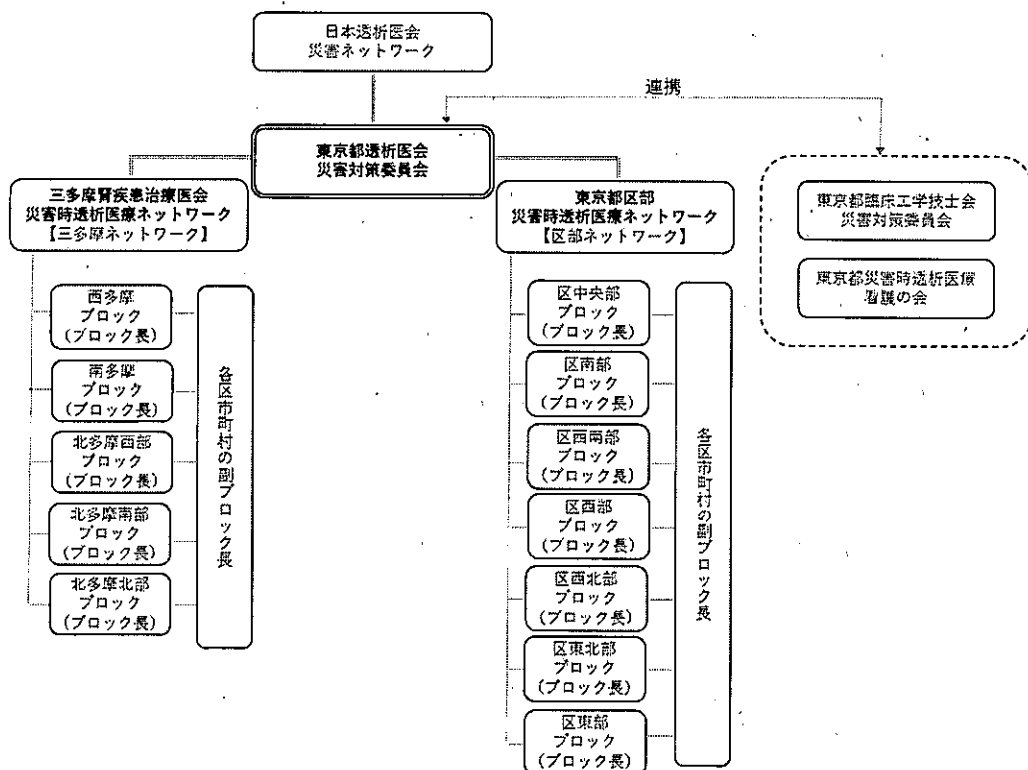 日本透析医会
災害ネットワーク
連携
東京都透析医会
災害対策委員会
三多摩腎疾患治療医会
災害時透析医療ネットワーク
【三多摩ネットワーク】
東京都区部
災害時透析医療ネットワーク
【区部ネットワーク】
東京都臨床工学技士会
災害対策委員会
東京都災害時透析医療
看護の会
西多摩
ブロック
(ブロック長)
南多摩
ブロック
(ブロック長)
北多摩西部
ブロック
(ブロック長)
北多摩南部
ブロック
(ブロック長)
北多摩北部
ブロック
(ブロック長)
各区市町村の副ブロック長
区中央部
ブロック
(ブロック長)
区南部
ブロック
(ブロック長)
区西南部
ブロック
(ブロック長)
区西部
ブロック
(ブロック長)
区西北部
ブロック
(ブロック長)
区東北部
ブロック
(ブロック長)
区東部
ブロック
(ブロック長)
各区市町村の副ブロック長